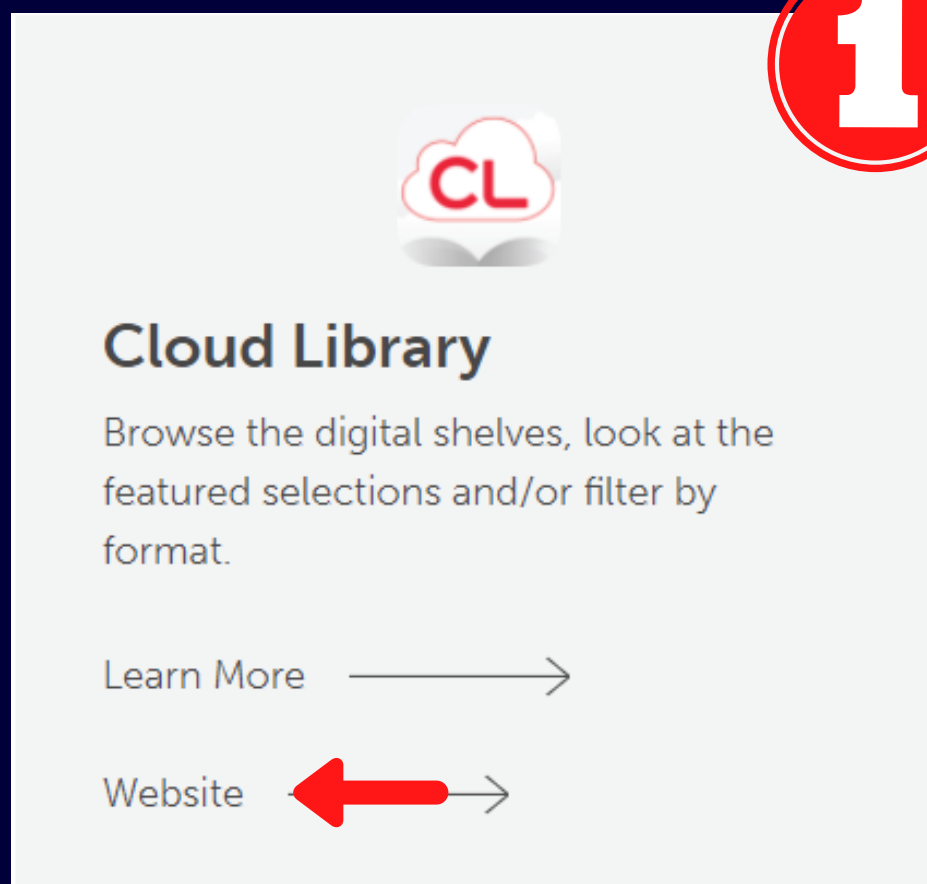 1
CL
Cloud Library
Browse the digital shelves, look at the
featured selections and/or filter by
format.
Learn More
Website